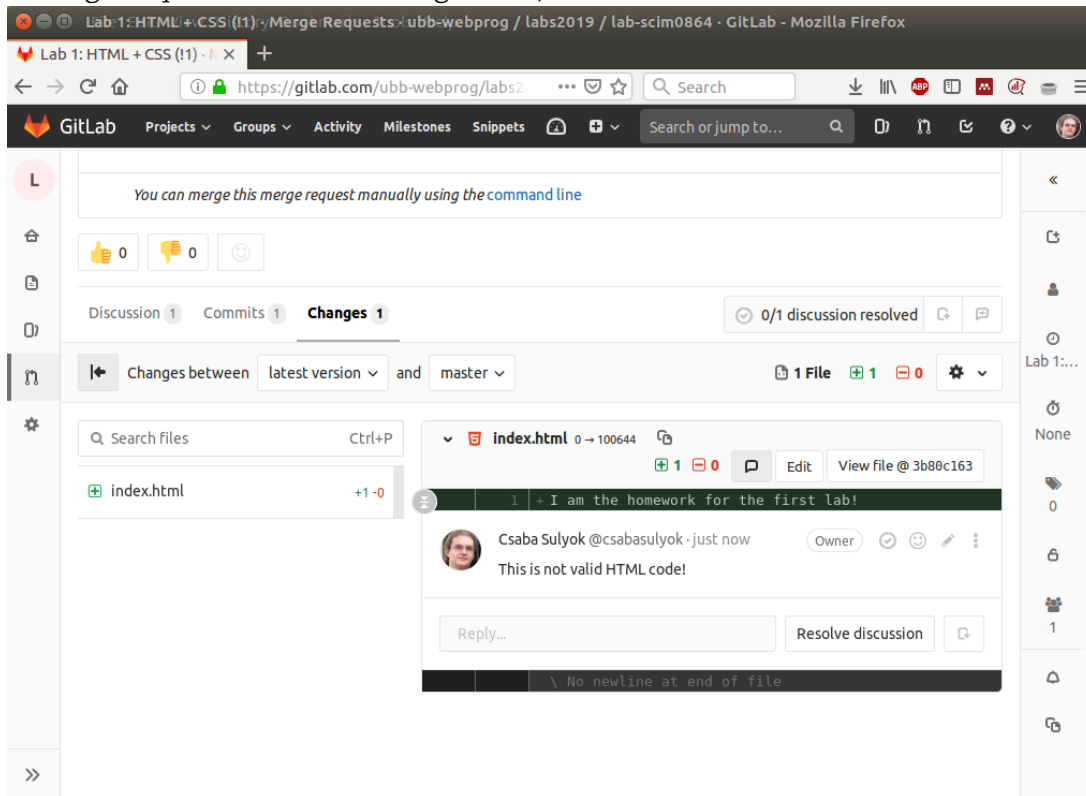 Lab 1: HTML + CSS (!1) · Merge Requests · ubb-webprog / labs2019 / lab-scim0864 · GitLab - Mozilla Firefox
Lab 1: HTML + CSS (!1) ·
https://gitlab.com/ubb-webprog/labs2
Search
ABP
GitLab Projects Groups Activity Milestones Snippets Search or jump to...
L
You can merge this merge request manually using the command line
0 0
Discussion 1 Commits 1 Changes 1 0/1 discussion resolved
Lab 1:...
Changes between latest version and master 1 File 1 0
None
Search files Ctrl+P
index.html 0 → 100644
1 0 Edit View file @ 3b80c163
index.html +1 -0
0
1 + I am the homework for the first lab!
Csaba Sulyok @csabasulyok · just now Owner
This is not valid HTML code!
1
Reply... Resolve discussion
\ No newline at end of file